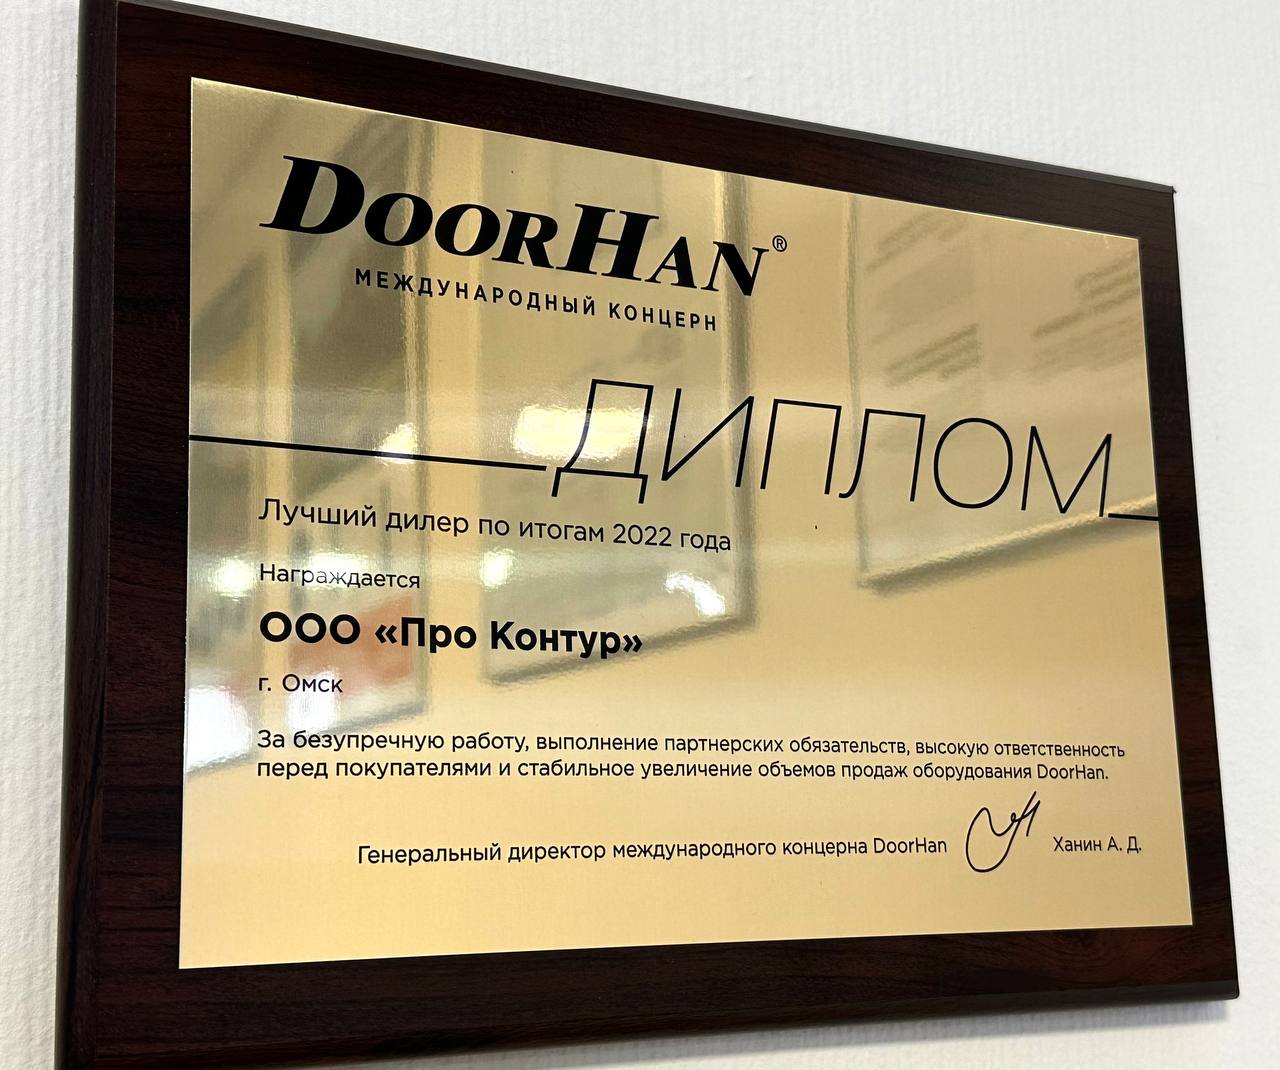 DOORHAN®
МЕЖДУНАРОДНЫЙ КОНЦЕРН
ДИПЛОМ
Лучший дилер по итогам 2022 года
Награждается
ООО «Про Контур»
г. Омск
За безупречную работу, выполнение партнерских обязательств, высокую ответственность
перед покупателями и стабильное увеличение объемов продаж оборудования DoorHan.
Генеральный директор международного концерна DoorHan Ханин А. Д.